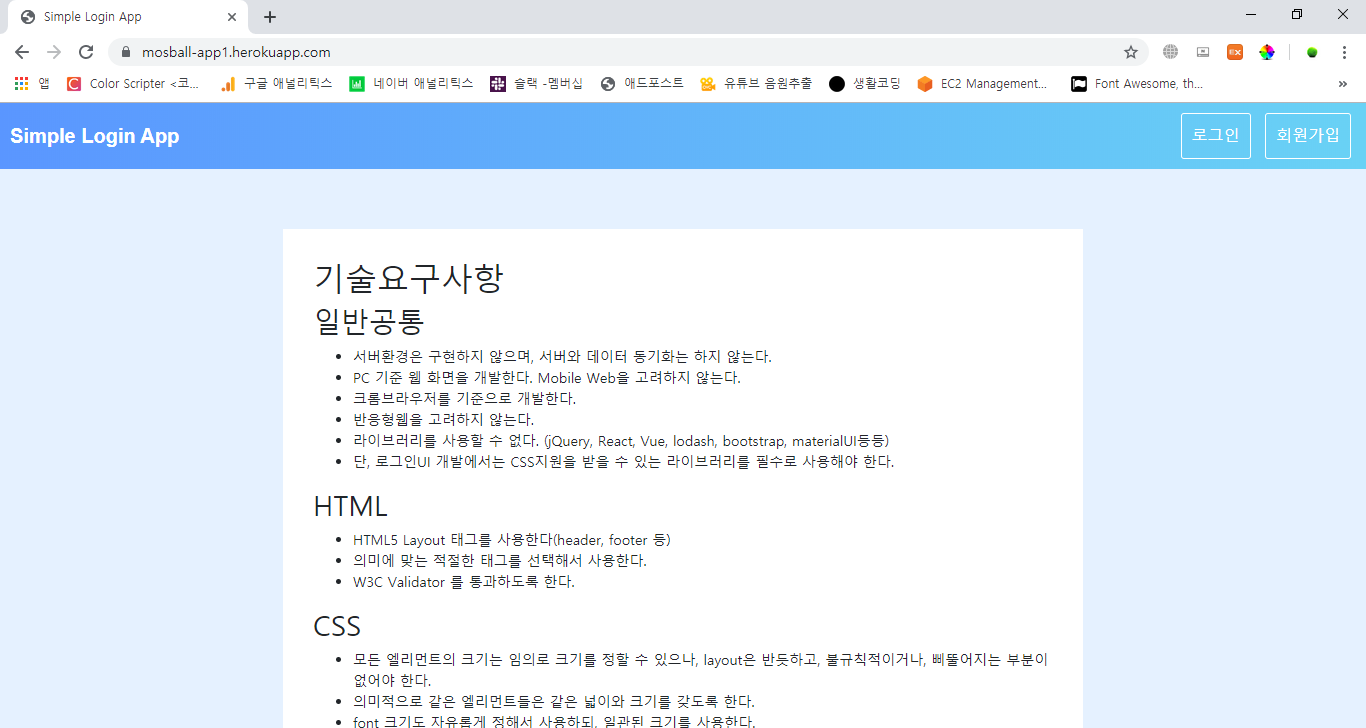 Simple Login App
mosball-app1.herokuapp.com
앱 Color Scripter <코... 구글 애널리틱스 네이버 애널리틱스 슬랙 -멤버십 애드포스트 유튜브 음원추출 생활코딩 EC2 Management... Font Awesome, th... »
Simple Login App 로그인 회원가입
기술요구사항
일반공통
• 서버환경은 구현하지 않으며, 서버와 데이터 동기화는 하지 않는다.
• PC 기준 웹 화면을 개발한다. Mobile Web을 고려하지 않는다.
• 크롬브라우저를 기준으로 개발한다.
• 반응형웹을 고려하지 않는다.
• 라이브러리를 사용할 수 없다. (jQuery, React, Vue, lodash, bootstrap, materialUI등등)
• 단, 로그인UI 개발에서는 CSS지원을 받을 수 있는 라이브러리를 필수로 사용해야 한다.
HTML
• HTML5 Layout 태그를 사용한다(header, footer 등)
• 의미에 맞는 적절한 태그를 선택해서 사용한다.
• W3C Validator 를 통과하도록 한다.
CSS
• 모든 엘리먼트의 크기는 임의로 크기를 정할 수 있으나, layout은 반듯하고, 불규칙적이거나, 삐뚤어지는 부분이
없어야 한다.
• 의미적으로 같은 엘리먼트들은 같은 넓이와 크기를 갖도록 한다.
• font 크기도 자유롭게 정해서 사용하되, 일관된 크기를 사용한다.